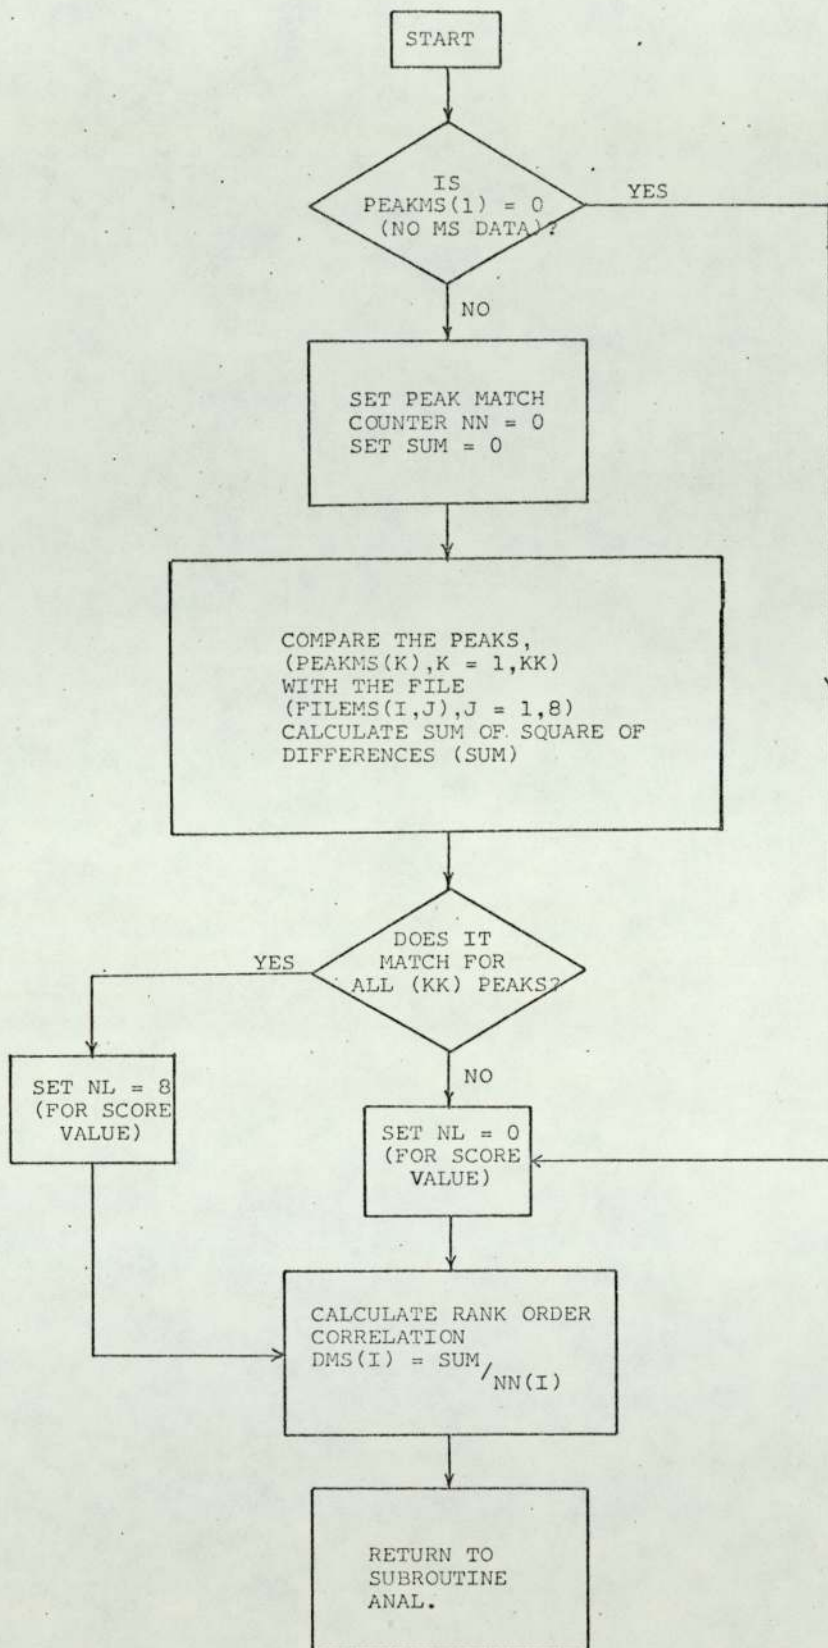 START
IS
PEAKMS(1) = 0
(NO MS DATA)?
YES
NO
SET PEAK MATCH
COUNTER NN = 0
SET SUM = 0
COMPARE THE PEAKS,
(PEAKMS(K),K = 1,KK)
WITH THE FILE
(FILEMS(I,J),J = 1,8)
CALCULATE SUM OF SQUARE OF
DIFFERENCES (SUM)
DOES IT
MATCH FOR
ALL (KK) PEAKS?
YES
NO
SET NL = 8
(FOR SCORE
VALUE)
SET NL = 0
(FOR SCORE
VALUE)
CALCULATE RANK ORDER
CORRELATION
DMS(I) = SUM/NN(I)
RETURN TO
SUBROUTINE
ANAL.